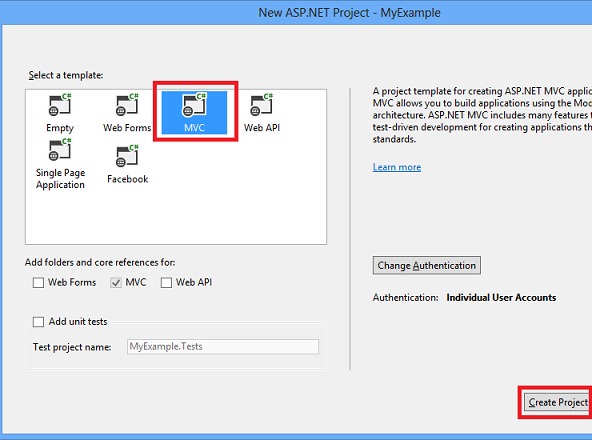 New ASP.NET Project - MyExample
Select a template:
C# C# C# C#
Empty Web Forms MVC Web API
C# C#
Single Page
Application
Facebook
A project template for creating ASP.NET MVC applic
MVC allows you to build applications using the Mod
architecture. ASP.NET MVC includes many features t
test-driven development for creating applications th
standards.
Learn more
Add folders and core references for:
Web Forms MVC Web API
Add unit tests
Test project name: MyExample.Tests
Change Authentication
Authentication: Individual User Accounts
Create Project